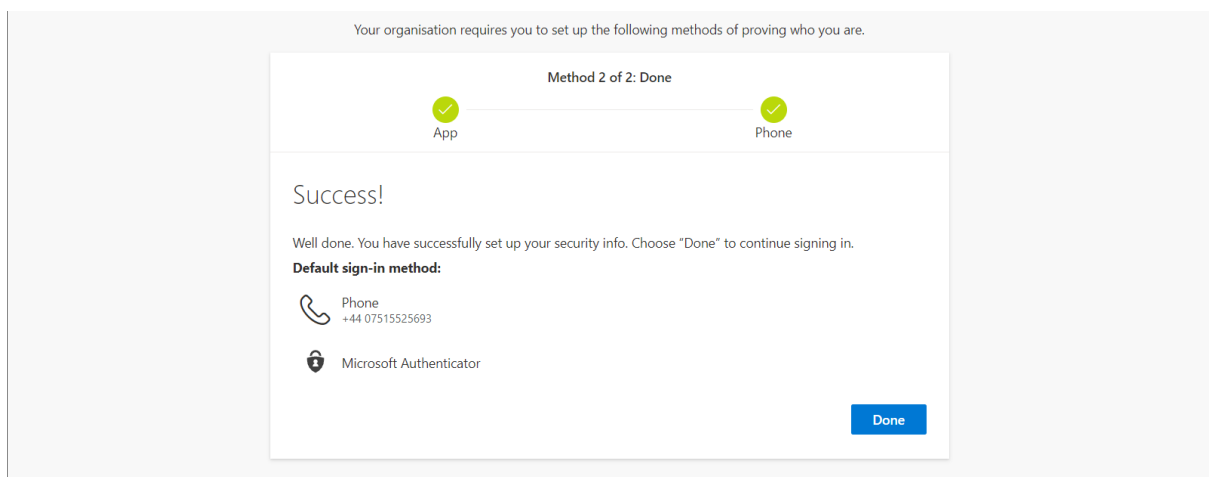 Your organisation requires you to set up the following methods of proving who you are.
Method 2 of 2: Done
App
Phone
Success!
Well done. You have successfully set up your security info. Choose “Done” to continue signing in.
Default sign-in method:
Phone
+44 07515525693
Microsoft Authenticator
Done